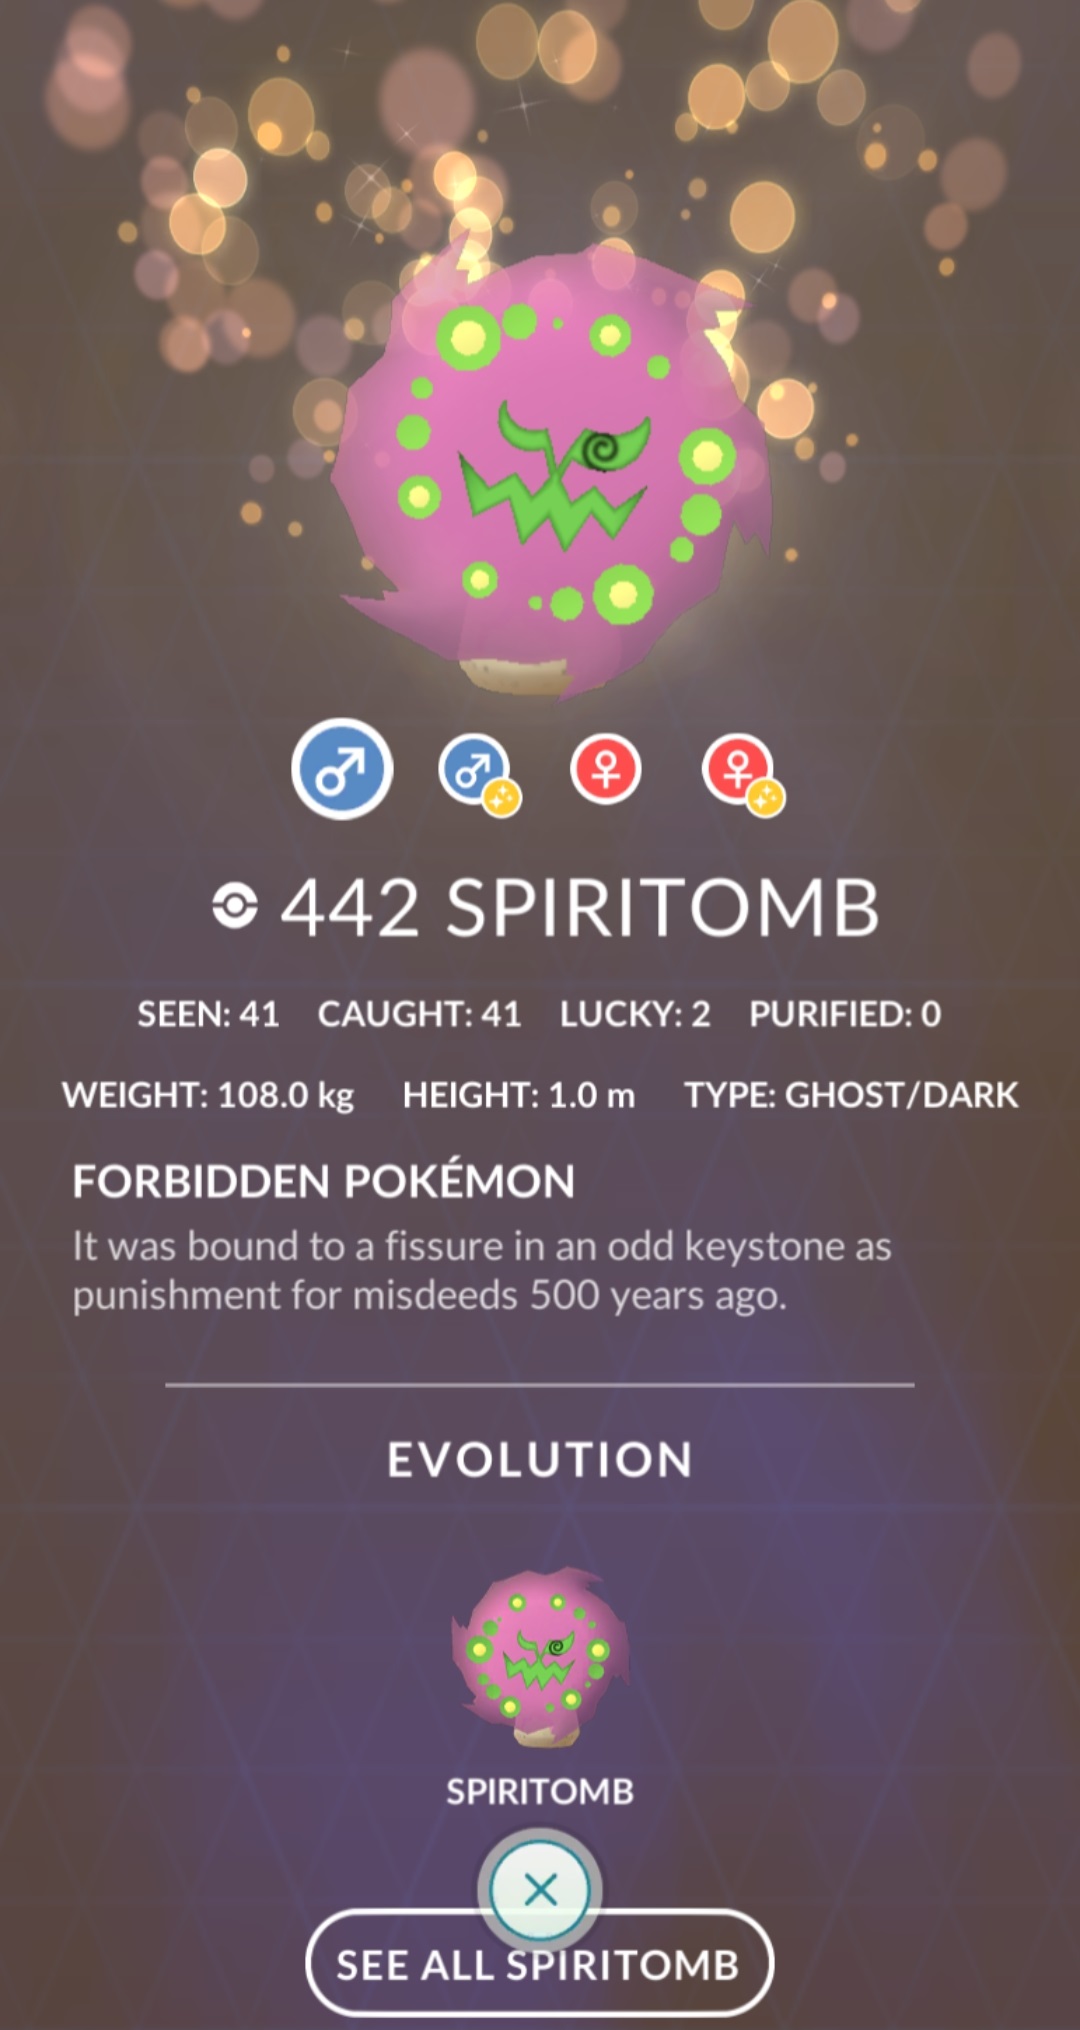 442 SPIRITOMB
SEEN: 41 CAUGHT: 41 LUCKY: 2 PURIFIED: 0
WEIGHT: 108.0 kg HEIGHT: 1.0 m TYPE: GHOST/DARK
FORBIDDEN POKÉMON
It was bound to a fissure in an odd keystone as
punishment for misdeeds 500 years ago.
EVOLUTION
SPIRITOMB
SEE ALL SPIRITOMB